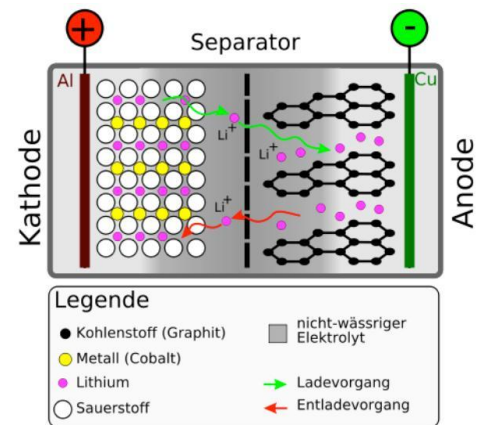 +
-
Separator
Al
Cu
Kathode
Anode
Li+
Li+
Li+
Legende
Kohlenstoff (Graphit)
Metall (Cobalt)
Lithium
Sauerstoff
nicht-wässriger
Elektrolyt
Ladevorgang
Entladevorgang